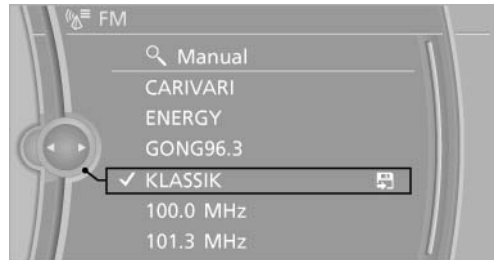 FM
Manual
CARIVARI
ENERGY
GONG96.3
KLASSIK
100.0 MHz
101.3 MHz